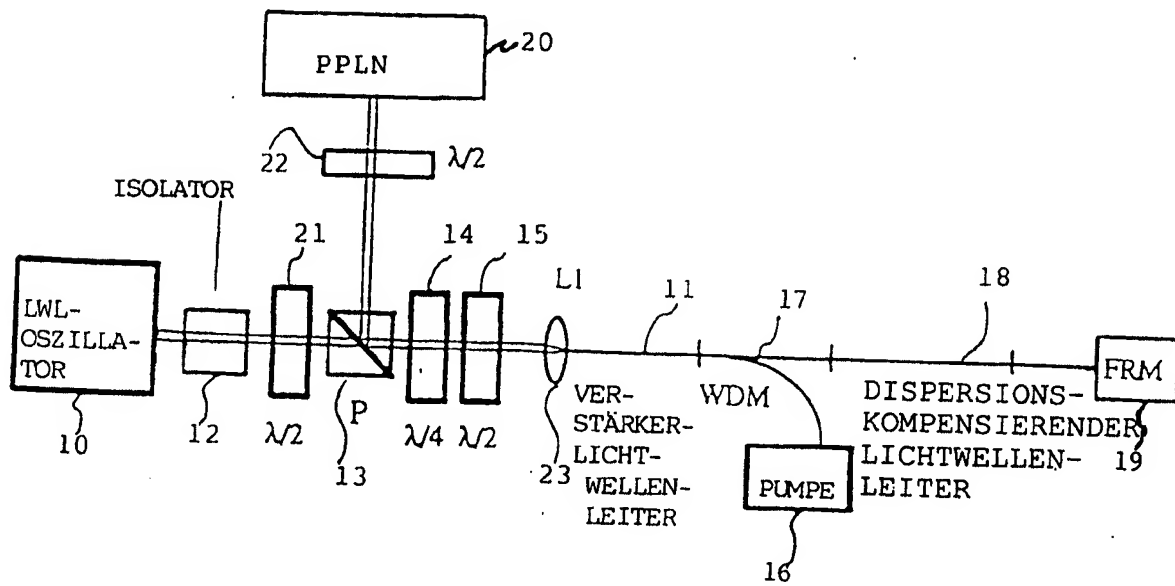 20
PPLN
22
λ/2
ISOLATOR
21
14
15
L1
11
17
18
LWL-
OSZILLA-
TOR
10
12
λ/2
P
13
λ/4
λ/2
23
VER-
STÄRKER-
LICHT-
WELLEN-
LEITER
WDM
PUMPE
16
DISPERSIONS-
KOMPENSIERENDER
LICHTWELLEN-
LEITER
FRM
19